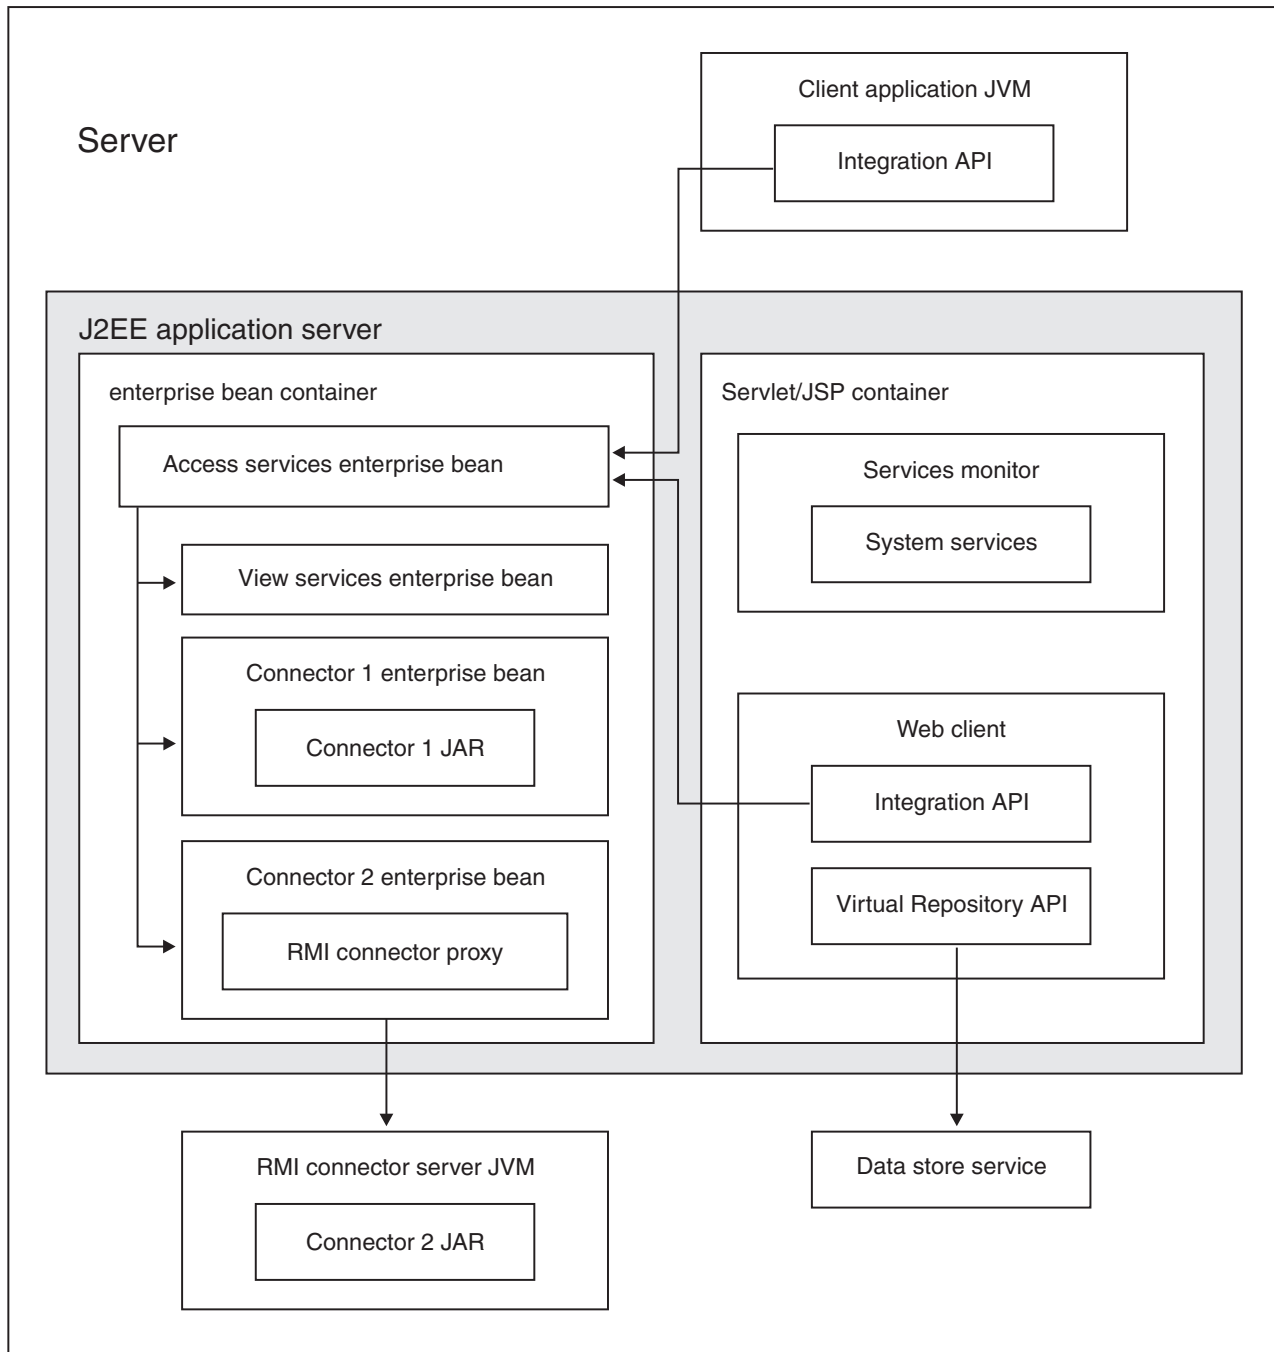 Server
Client application JVM
Integration API
J2EE application server
enterprise bean container
Access services enterprise bean
View services enterprise bean
Connector 1 enterprise bean
Connector 1 JAR
Connector 2 enterprise bean
RMI connector proxy
Servlet/JSP container
Services monitor
System services
Web client
Integration API
Virtual Repository API
RMI connector server JVM
Connector 2 JAR
Data store service